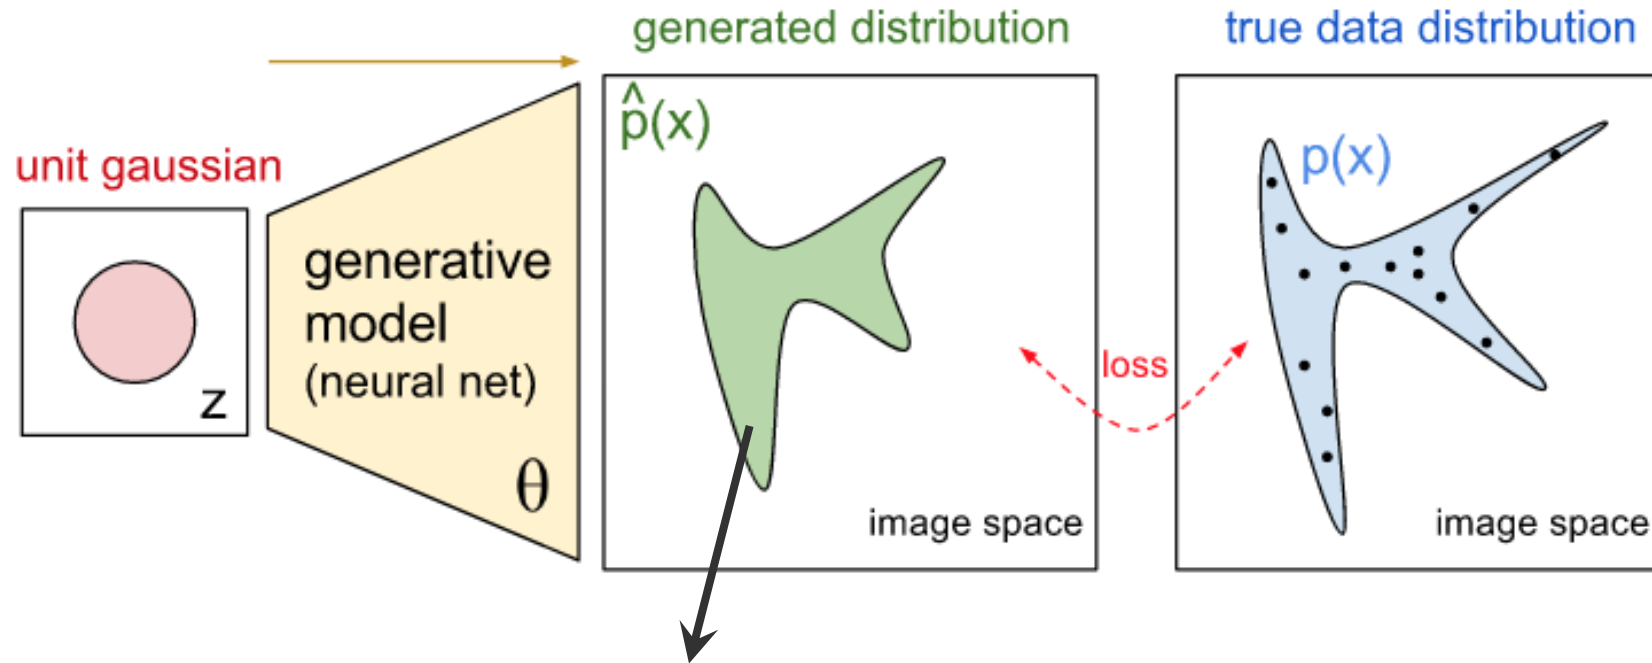 generated distribution
true data distribution
p̂(x)
p(x)
unit gaussian
z
generative
model
(neural net)
θ
loss
image space
image space